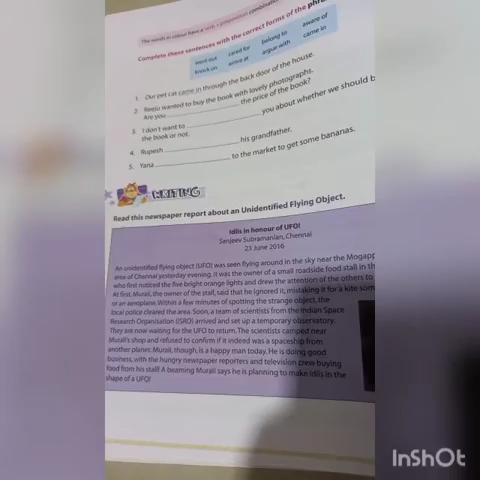 The words in colour have a verb + preposition combination
Complete these sentences with the correct forms of the
went out cared for belong to aware of
knock on arrive at argue with came in
1. Our pet cat came in through the back door of the house.
2. Reeju wanted to buy the book with lovely photographs.
Are you the price of the book?
3. I don't want to you about whether we should b
the book or not.
4. Rupesh his grandfather.
5. Yana to the market to get some bananas.
WRITING
Read this newspaper report about an Unidentified Flying Object.
Idlis in honour of UFO!
Sanjeev Subramanian, Chennai
23 June 2016
An unidentified flying object (UFO) was seen flying around in the sky near the Mogapp
area of Chennai yesterday evening. It was the owner of a small roadside food stall in th
who first noticed the five bright orange lights and drew the attention of the others to
At first, Murali, the owner of the stall, said that he ignored it, mistaking it for a kite som
or an aeroplane. Within a few minutes of spotting the strange object, the
local police cleared the area. Soon, a team of scientists from the Indian Space
Research Organisation (ISRO) arrived and set up a temporary observatory.
They are now waiting for the UFO to return. The scientists camped near
Murali's shop and refused to confirm if it indeed was a spaceship from
another planet. Murali, though, is a happy man today. He is doing good
business, with the hungry newspaper reporters and television crew buying
food from his stall! A beaming Murali says he is planning to make idlis in the
shape of a UFO!
InShOt